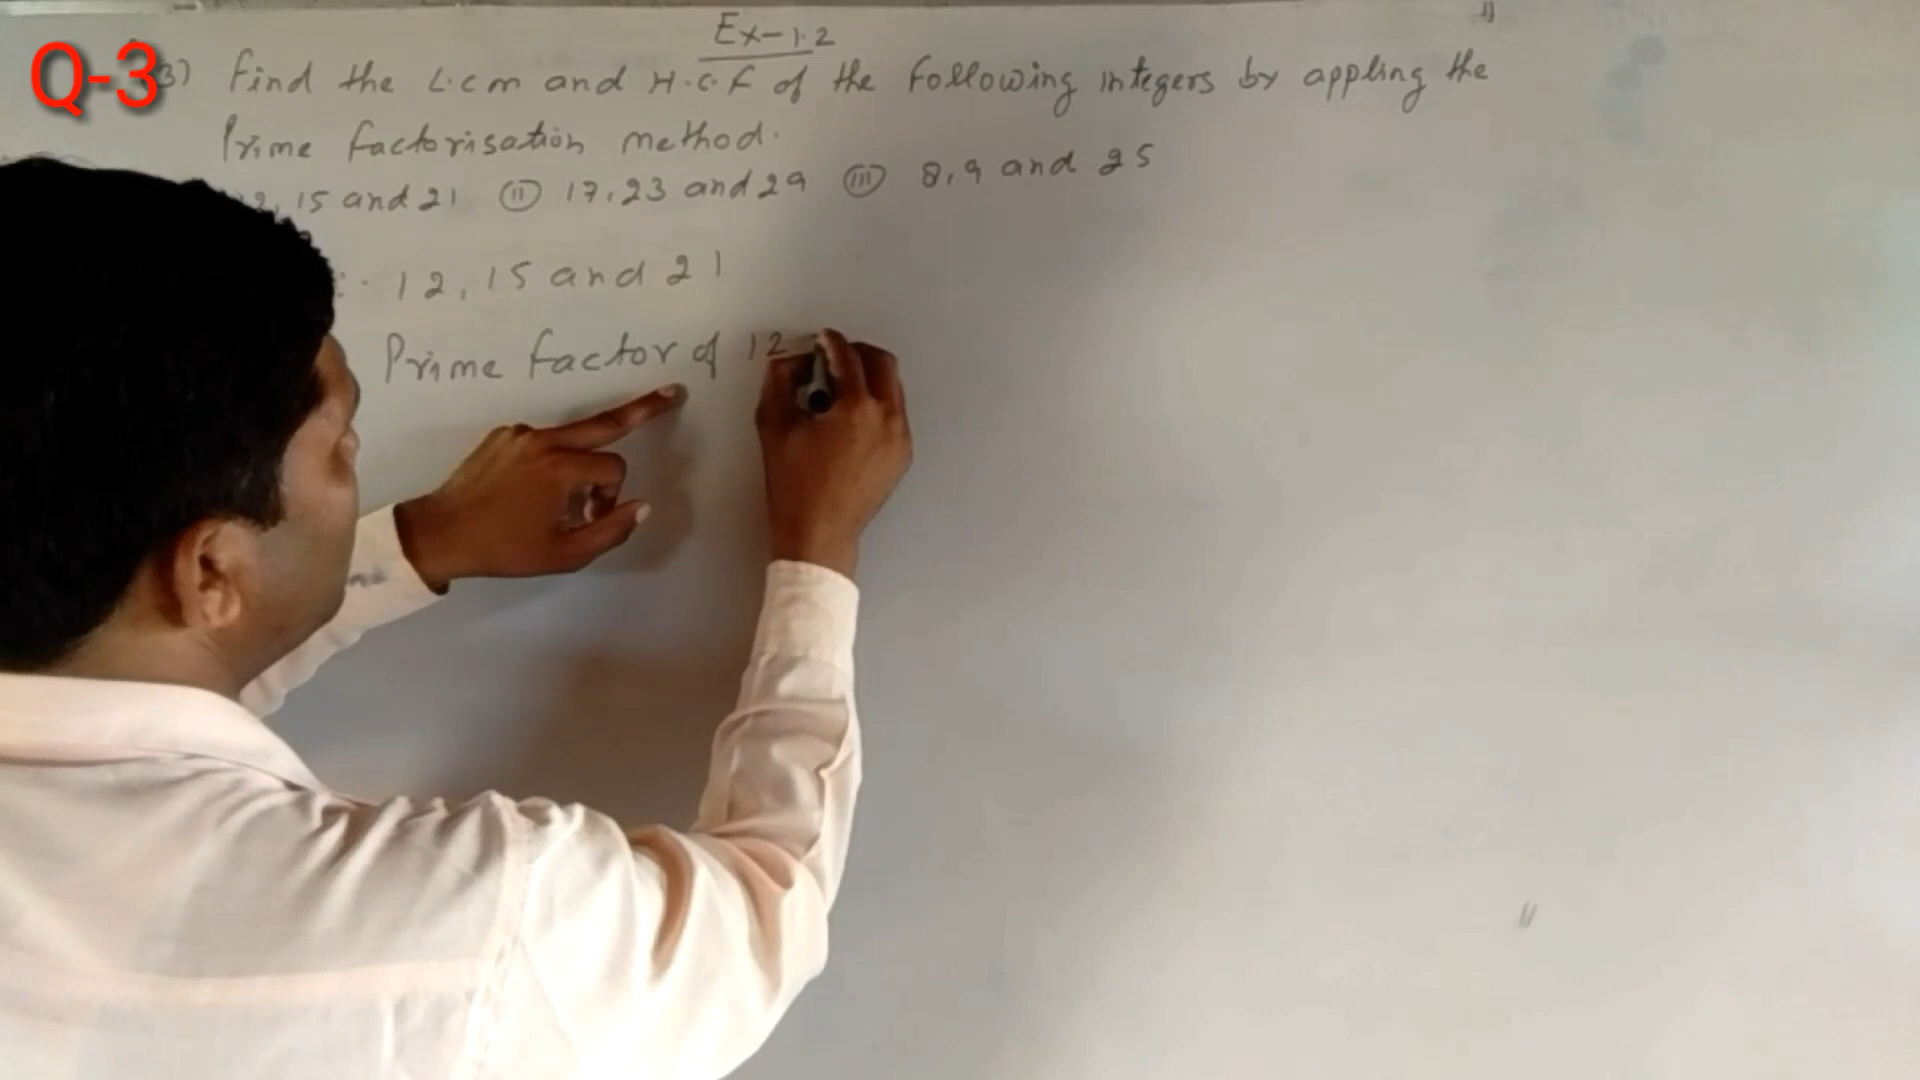 Ex-1.2
Q-3
3) Find the L.c.m and H.C.F of the Following integers by appling the
Prime factorisation method.
12, 15 and 21 (ii) 17, 23 and 29 (iii) 8, 9 and 25
:- 12, 15 and 21
Prime factor of 12